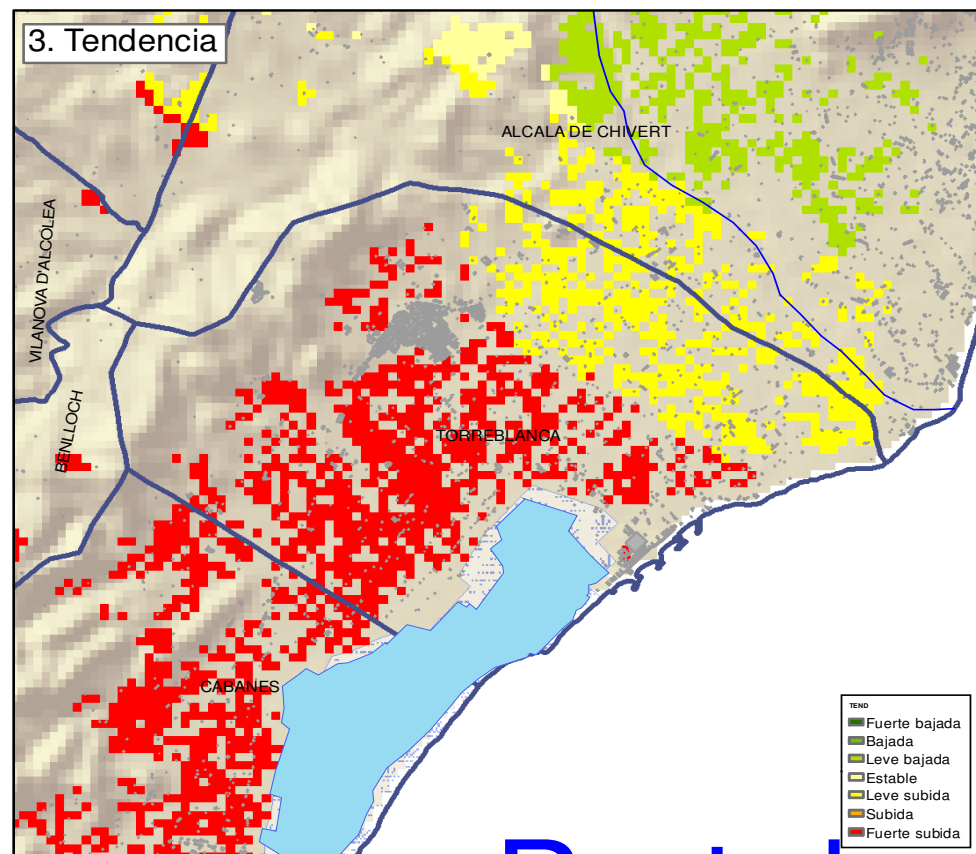 3. Tendencia
ALCALA DE CHIVERT
VILANOVA D'ALCOLEA
BENLLOCH
TORREBLANCA
CABANES
TEND
Fuerte bajada
Bajada
Leve bajada
Estable
Leve subida
Subida
Fuerte subida